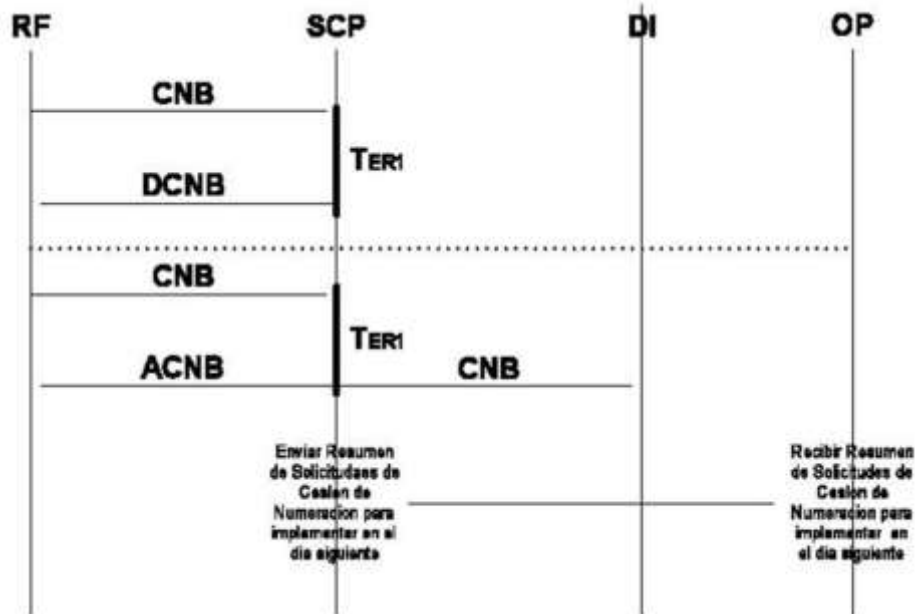 RF SCP DI OP
CNB
TER1
DCNB
CNB
TER1
ACNB CNB
Enviar Resumen
de Solicitudaes de
Cesion de
Numeracion para
implementar en el
dia siguiente
Recibir Resumen
de Solicitudes de
Cesion de
Numeracion para
implementar en
el dia siguiente